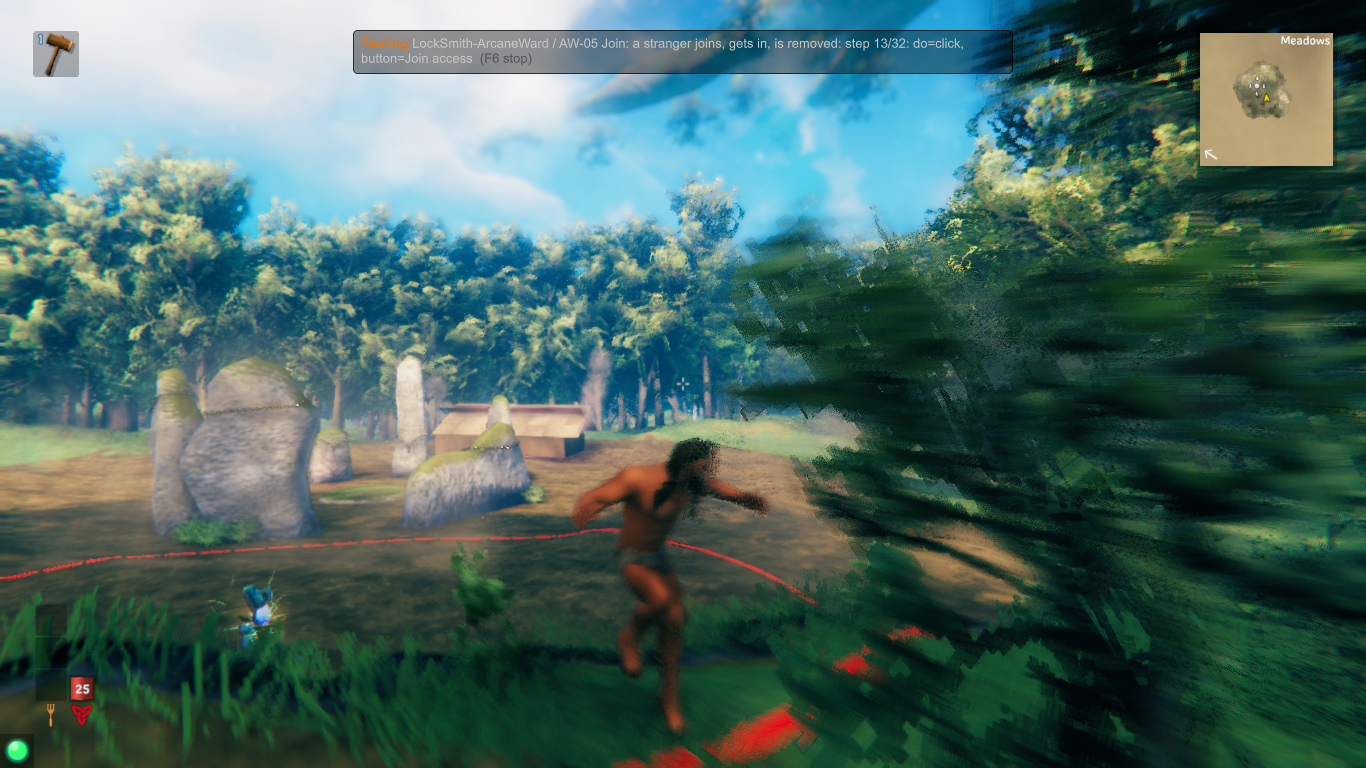 1
Testing LockSmith-ArcaneWard / AW-05 Join: a stranger joins, gets in, is removed: step 13/32: do=click,
button=Join access (F6 stop)
Meadows
25